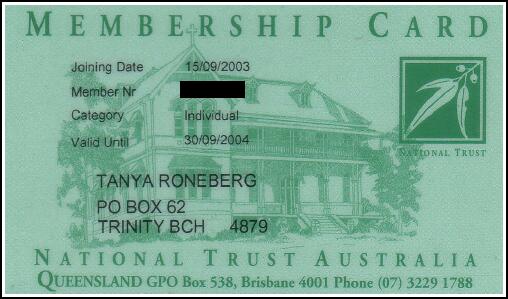 MEMBERSHIP CARD
Joining Date 15/09/2003
Member Nr
Category Individual
Valid Until 30/09/2004
NATIONAL TRUST
TANYA RONEBERG
PO BOX 62
TRINITY BCH 4879
NATIONAL TRUST AUSTRALIA
QUEENSLAND GPO Box 538, Brisbane 4001 Phone (07) 3229 1788